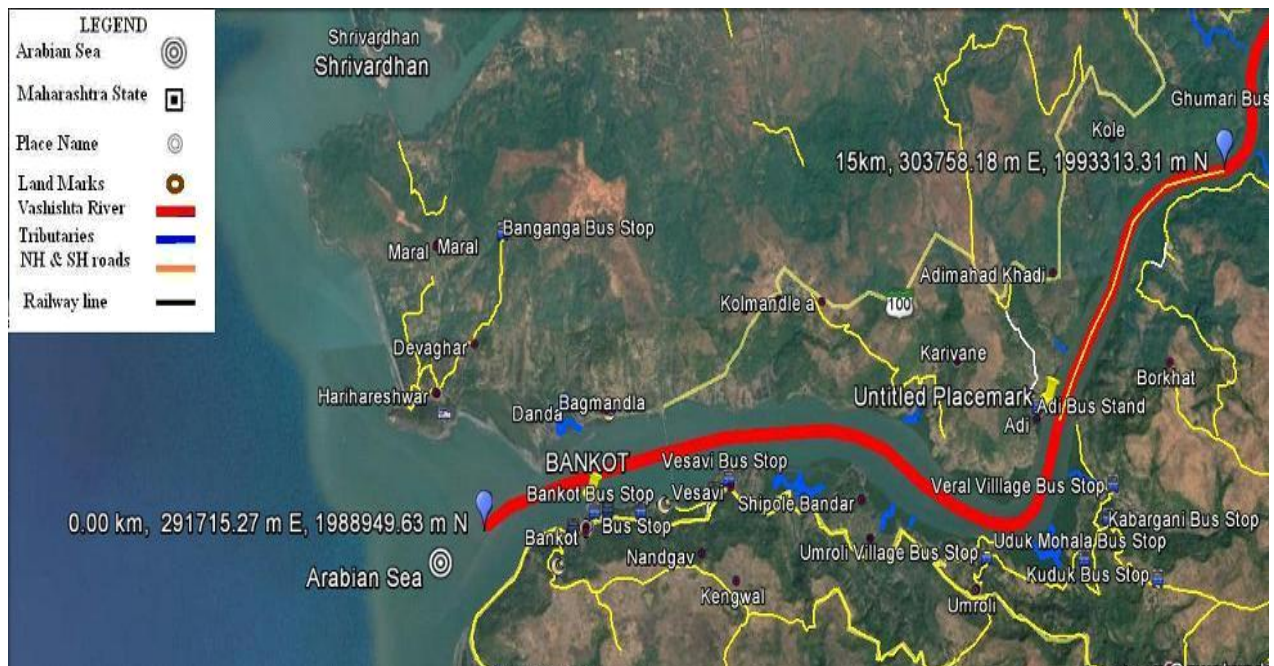 LEGEND
Arabian Sea
Maharashtra State
Place Name
Land Marks
Vashishta River
Tributaries
NH & SH roads
Railway line
Shrivardhan
Shrivardhan
Ghumari Bus
Kole
15km, 303758.18 m E, 1993313.31 m N
Banganga Bus Stop
Maral Maral
Adimahad Khadi
Kolmandle a
100
Devaghar
Karivane
Borkhat
Harihareshwar
Untitled Placemark
Danda
Bagmandla
Adi Bus Stand
Adi
BANKOT
Vesavi Bus Stop
Veral Villlage Bus Stop
Bankot Bus Stop
Vesavi
Shipole Bandar
0.00 km, 291715.27 m E, 1988949.63 m N
Bus Stop
Kabargani Bus Stop
Bankot
Uduk Mohala Bus Stop
Nandgav
Umroli Village Bus Stop
Arabian Sea
Kuduk Bus Stop
Kengwal
Umroli